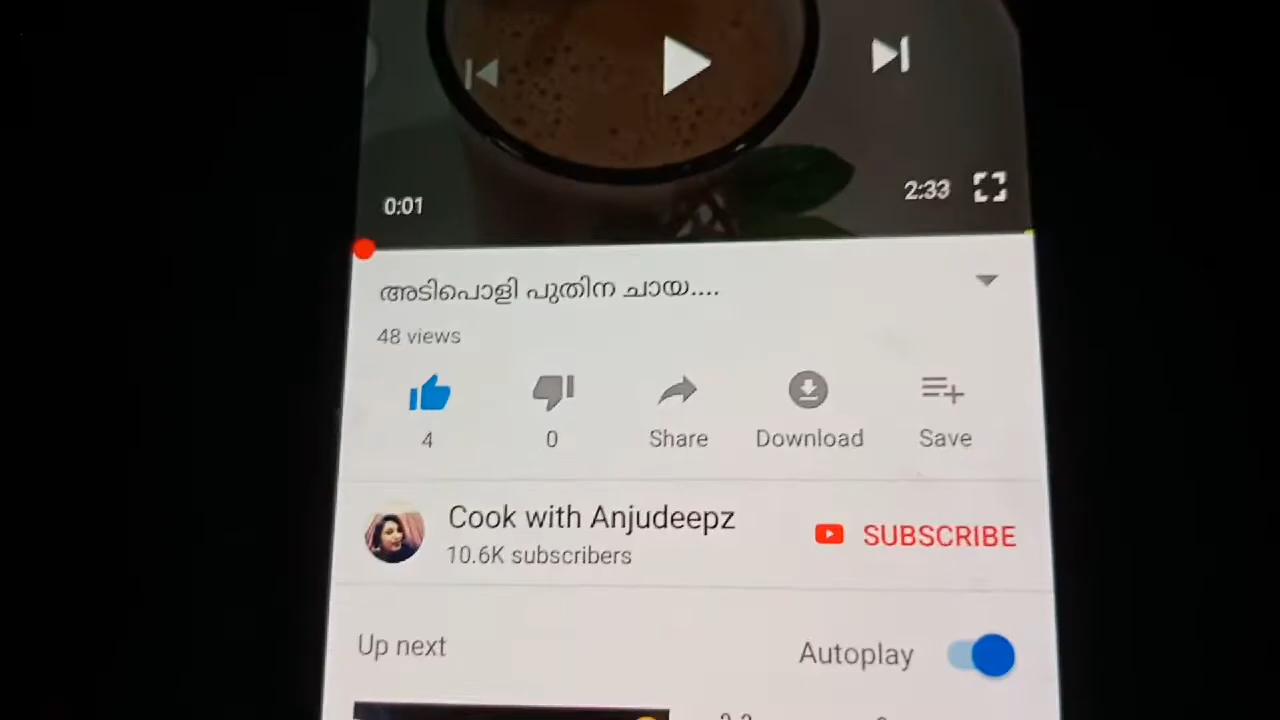 0:01
2:33
അടിപൊളി പുതിന ചായ....
48 views
4
0
Share
Download
Save
Cook with Anjudeepz
10.6K subscribers
SUBSCRIBE
Up next
Autoplay